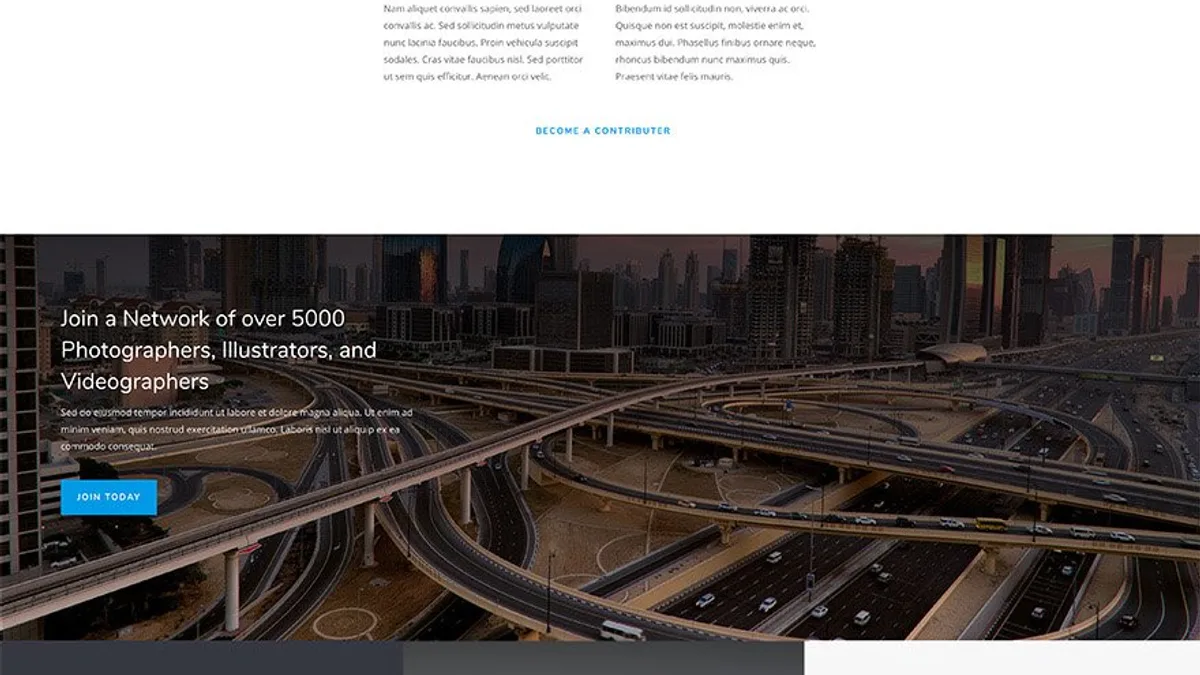 Nam aliquet convallis sapien, sed laoreet orci
convallis ac. Sed sollicitudin metus vulputate
nunc lacinia faucibus. Proin vehicula suscipit
sodales. Cras vitae faucibus nisl. Sed porttitor
ut sem quis efficitur. Aenean orci velit.
Bibendum id sollicitudin non, viverra ac orci.
Quisque non est suscipit, molestie enim et,
maximus dui. Phasellus finibus ornare neque,
rhoncus bibendum nunc maximus quis.
Praesent vitae felis mauris.
BECOME A CONTRIBUTER
Join a Network of over 5000
Photographers, Illustrators, and
Videographers
Sed do eiusmod tempor incididunt ut labore et dolore magna aliqua. Ut enim ad
minim veniam, quis nostrud exercitation ullamco. Laboris nisl ut aliquip ex ea
commodo consequat.
JOIN TODAY